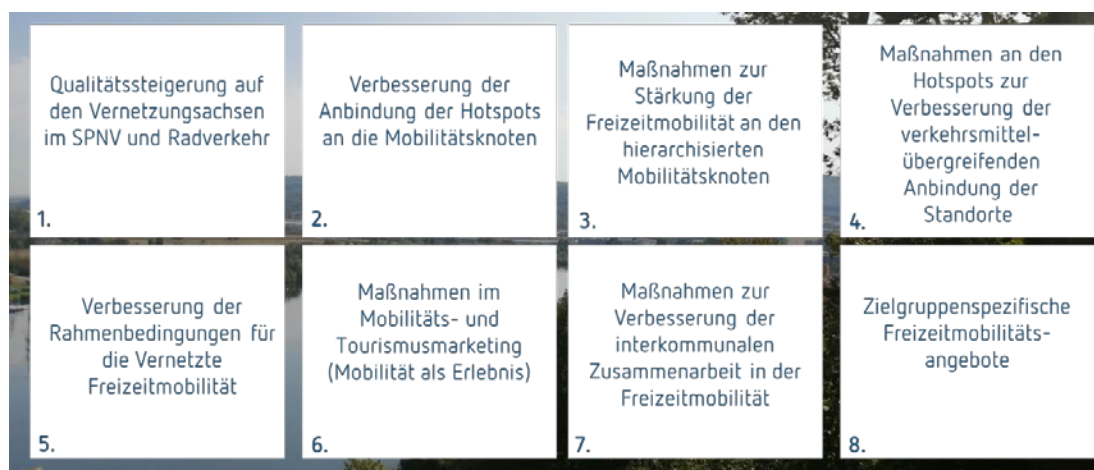 Qualitätssteigerung auf
den Vernetzungsachsen
im SPNV und Radverkehr
1.
Verbesserung der
Anbindung der Hotspots
an die Mobilitätsknoten
2.
Maßnahmen zur
Stärkung der
Freizeitmobilität an den
hierarchisierten
Mobilitätsknoten
3.
Maßnahmen an den
Hotspots zur
Verbesserung der
verkehrsmittel-
übergreifenden
Anbindung der
Standorte
4.
Verbesserung der
Rahmenbedingungen für
die Vernetzte
Freizeitmobilität
5.
Maßnahmen im
Mobilitäts- und
Tourismusmarketing
(Mobilität als Erlebnis)
6.
Maßnahmen zur
Verbesserung der
interkommunalen
Zusammenarbeit in der
Freizeitmobilität
7.
Zielgruppenspezifische
Freizeitmobilitäts-
angebote
8.